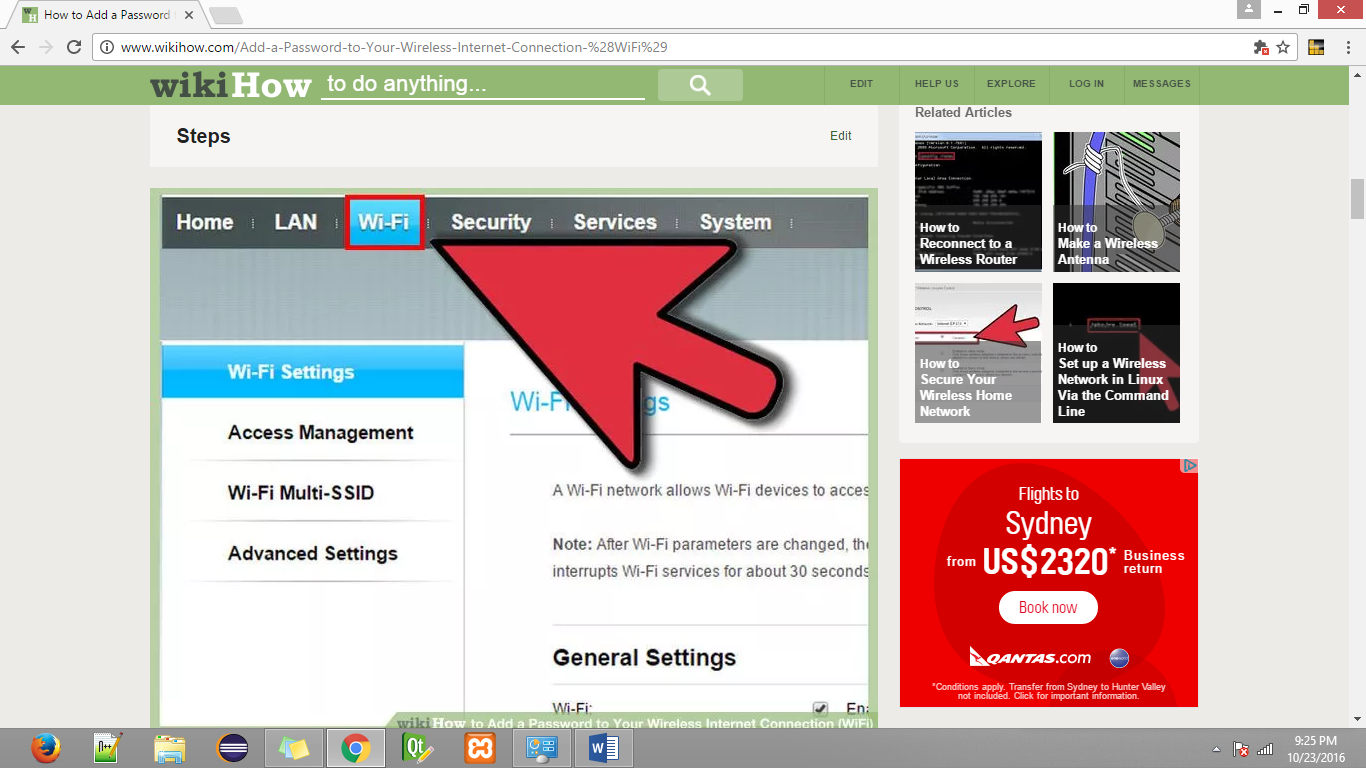 How to Add a Password
www.wikihow.com/Add-a-Password-to-Your-Wireless-Internet-Connection-%28WiFi%29
wikiHow to do anything...
EDIT HELP US EXPLORE LOG IN MESSAGES
Steps Edit
Home LAN Wi-Fi Security Services System
Wi-Fi Settings
Access Management
Wi-Fi Multi-SSID
Advanced Settings
A Wi-Fi network allows Wi-Fi devices to
Note: After Wi-Fi parameters are changed,
interrupts Wi-Fi services for about 30 seconds
General Settings
Wi-Fi:
wikiHow to Add a Password to Your Wireless Internet Connection (WiFi)
Related Articles
How to
Reconnect to a
Wireless Router
How to
Make a Wireless
Antenna
How to
Secure Your
Wireless Home
Network
How to
Set up a Wireless
Network in Linux
Via the Command
Line
Flights to
Sydney
from US$2320* Business
return
Book now
QANTAS.COM
*Conditions apply. Transfer from Sydney to Hunter Valley
not included. Click for important information.
9:25 PM
10/23/2016